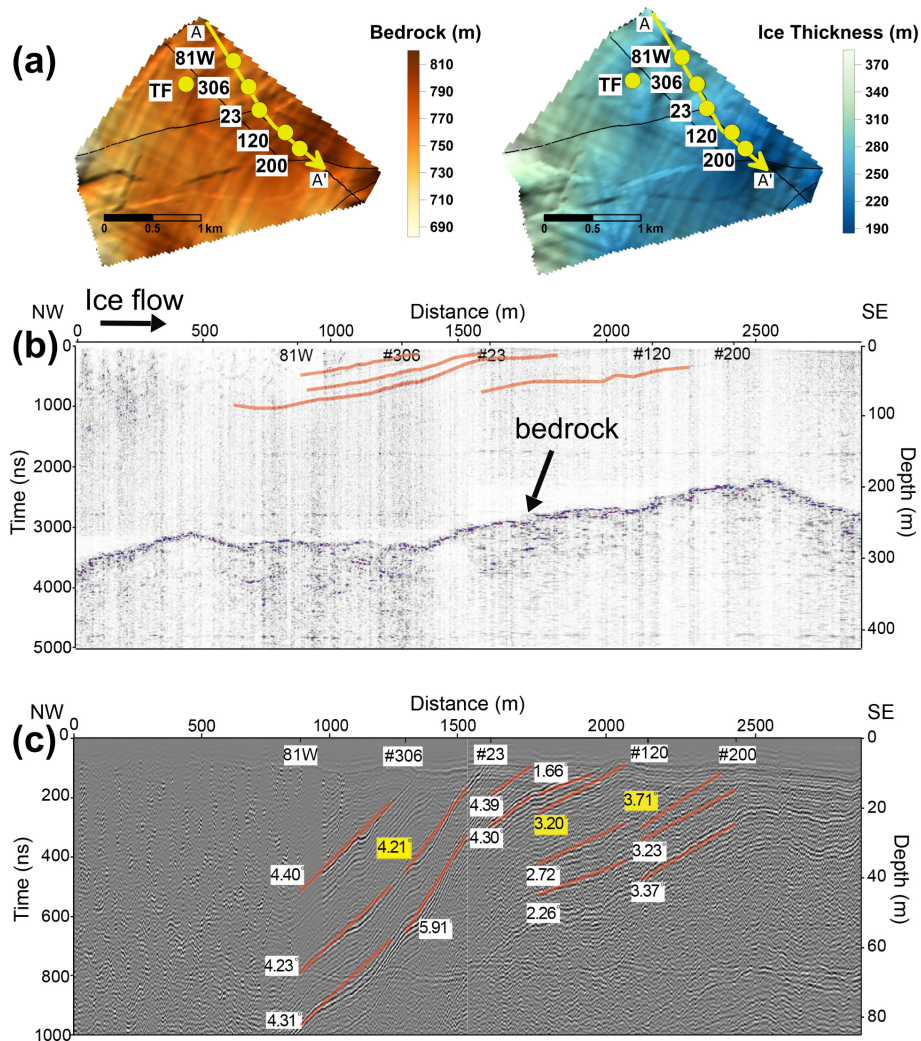 (a)
A
Bedrock (m)
81W
TF
306
23
120
200
A'
0 0.5 1 km
810
790
770
750
730
710
690
A
Ice Thickness (m)
81W
TF
306
23
120
200
A'
0 0.5 1 km
370
350
330
310
290
270
250
230
210
190
(b)
NW Ice flow Distance (m) SE
0 500 1000 1500 2000 2500
81W #306 #23 #120 #200
bedrock
Time (ns)
0
1000
2000
3000
4000
5000
Depth (m)
0
100
200
300
400
(c)
NW Distance (m) SE
0 500 1000 1500 2000 2500
81W #306 #23 #120 #200
1.66°
4.39
3.71°
3.20°
4.30°
4.21°
3.23°
2.72°
4.40°
3.37°
2.26°
5.91°
4.23°
4.31°
Time (ns)
0
200
400
600
800
1000
Depth (m)
0
20
40
60
80